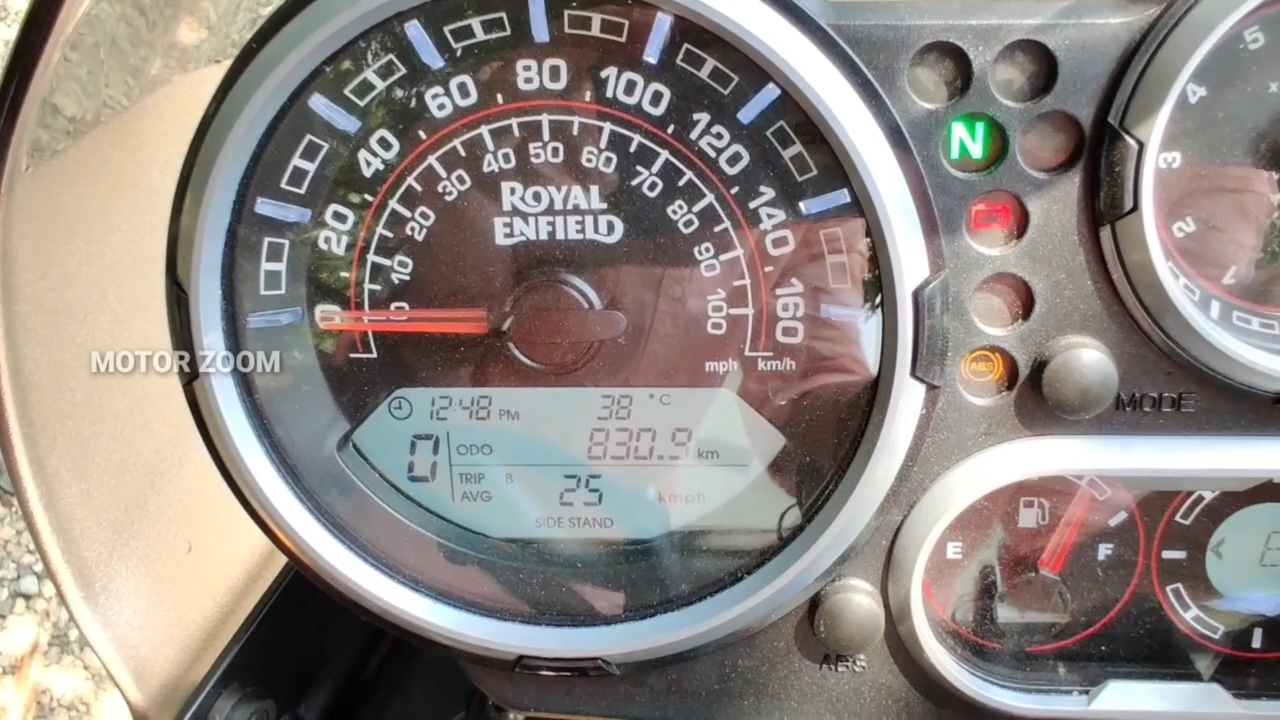 0 20 40 60 80 100 120 140 160
0 10 20 30 40 50 60 70 80 90 100
ROYAL
ENFIELD
mph km/h
12:48 PM 38 °C
0 ODO 830.9 km
TRIP B
AVG 25 kmph
SIDE STAND
MOTOR ZOOM
N
ABS
MODE
1 2 3 4 5
E F
ABS